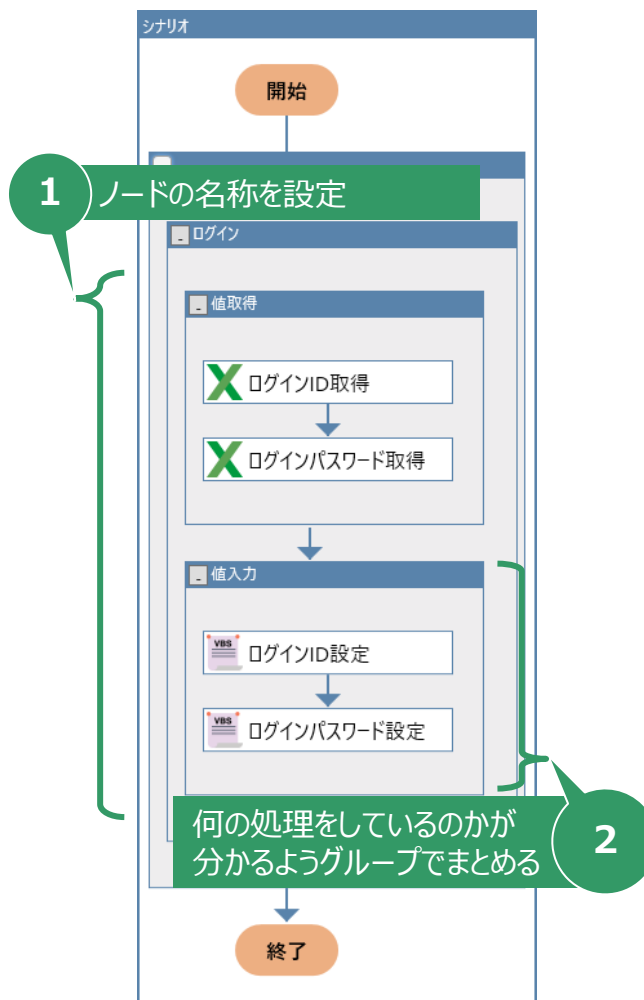 シナリオ
開始
1
ノードの名称を設定
ログイン
値取得
ログインID取得
ログインパスワード取得
値入力
VBS
ログインID設定
VBS
ログインパスワード設定
何の処理をしているのかが
分かるようグループでまとめる
2
終了